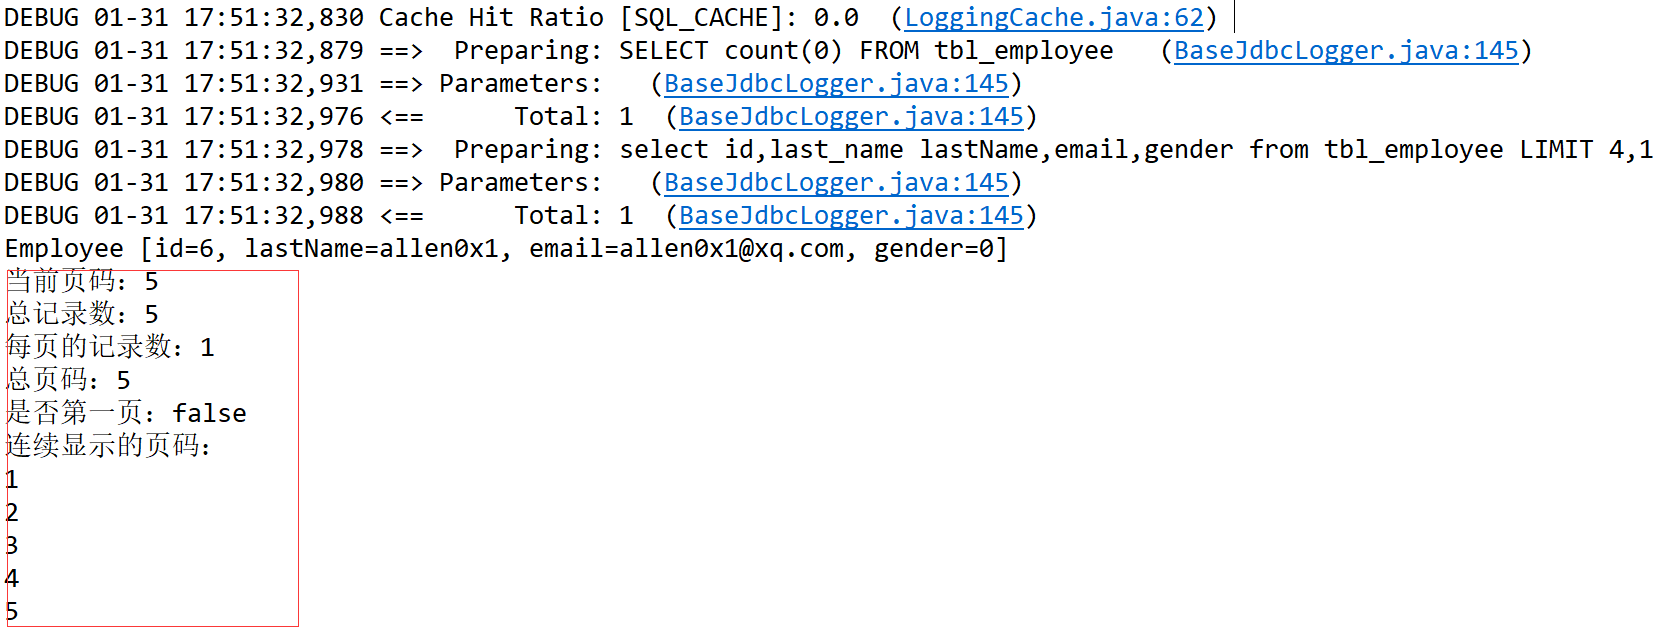 DEBUG 01-31 17:51:32,830 Cache Hit Ratio [SQL_CACHE]: 0.0  (LoggingCache.java:62)
DEBUG 01-31 17:51:32,879 ==>  Preparing: SELECT count(0) FROM tbl_employee   (BaseJdbcLogger.java:145)
DEBUG 01-31 17:51:32,931 ==> Parameters:   (BaseJdbcLogger.java:145)
DEBUG 01-31 17:51:32,976 <==      Total: 1  (BaseJdbcLogger.java:145)
DEBUG 01-31 17:51:32,978 ==>  Preparing: select id,last_name lastName,email,gender from tbl_employee LIMIT 4,1
DEBUG 01-31 17:51:32,980 ==> Parameters:   (BaseJdbcLogger.java:145)
DEBUG 01-31 17:51:32,988 <==      Total: 1  (BaseJdbcLogger.java:145)
Employee [id=6, lastName=allen0x1, email=allen0x1@xq.com, gender=0]
当前页码：5
总记录数：5
每页的记录数：1
总页码：5
是否第一页：false
连续显示的页码：
1
2
3
4
5